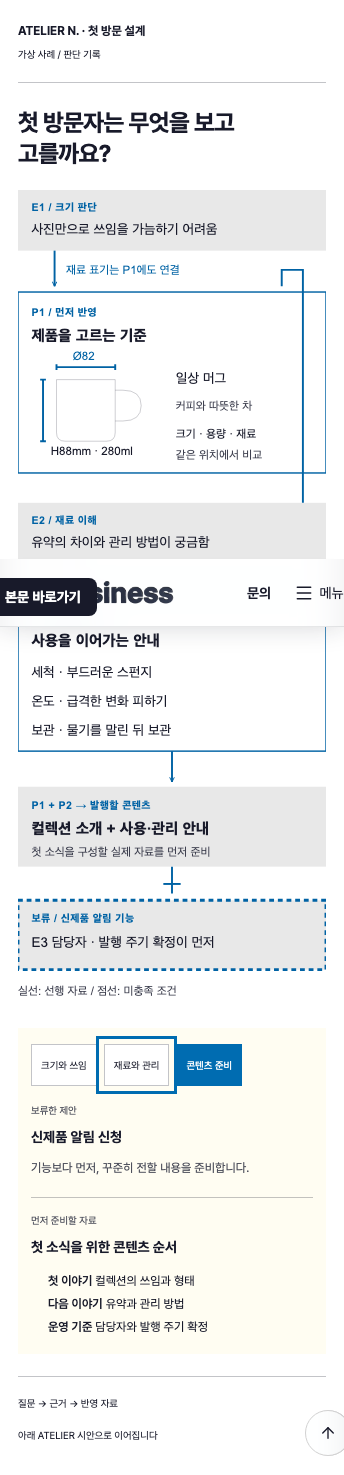 ATELIER N. · 첫 방문 설계
가상 사례 / 판단 기록
첫 방문자는 무엇을 보고
고를까요?
E1 / 크기 판단
사진만으로 쓰임을 가늠하기 어려움
재료 표기는 P1에도 연결
P1 / 먼저 반영
제품을 고르는 기준
Ø82
일상 머그
커피와 따뜻한 차
크기 · 용량 · 재료
같은 위치에서 비교
H88mm · 280ml
E2 / 재료 이해
유약의 차이와 관리 방법이 궁금함
본문 바로가기
siness
문의
메뉴
사용을 이어가는 안내
세척 · 부드러운 스펀지
온도 · 급격한 변화 피하기
보관 · 물기를 말린 뒤 보관
P1 + P2 → 발행할 콘텐츠
컬렉션 소개 + 사용·관리 안내
첫 소식을 구성할 실제 자료를 먼저 준비
보류 / 신제품 알림 기능
E3 담당자 · 발행 주기 확정이 먼저
실선: 선행 자료 / 점선: 미충족 조건
크기와 쓰임
재료와 관리
콘텐츠 준비
보류한 제안
신제품 알림 신청
기능보다 먼저, 꾸준히 전할 내용을 준비합니다.
먼저 준비할 자료
첫 소식을 위한 콘텐츠 순서
첫 이야기 컬렉션의 쓰임과 형태
다음 이야기 유약과 관리 방법
운영 기준 담당자와 발행 주기 확정
질문 → 근거 → 반영 자료
아래 ATELIER 시안으로 이어집니다